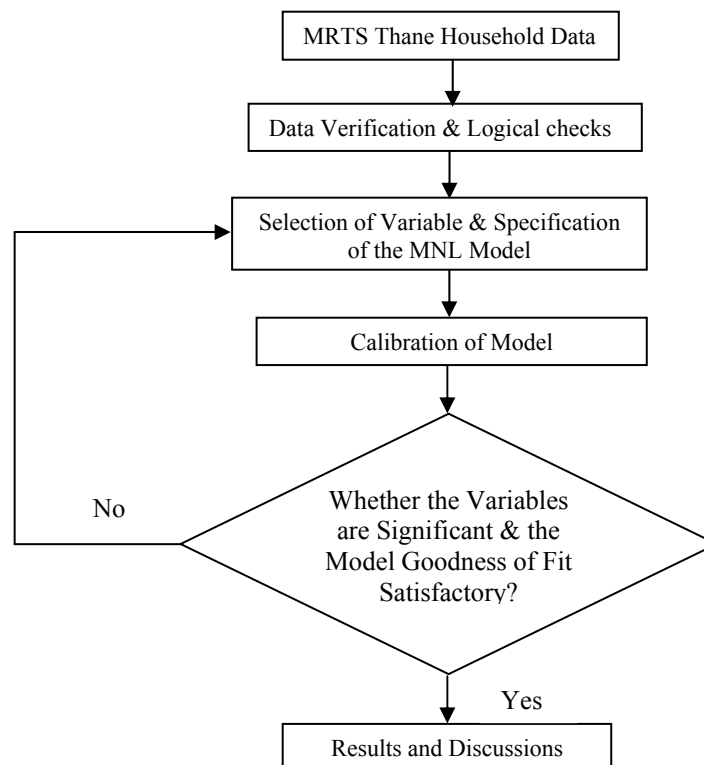 MRTS Thane Household Data
Data Verification & Logical checks
Selection of Variable & Specification
of the MNL Model
Calibration of Model
Whether the Variables
are Significant & the
Model Goodness of Fit
Satisfactory?
No
Yes
Results and Discussions